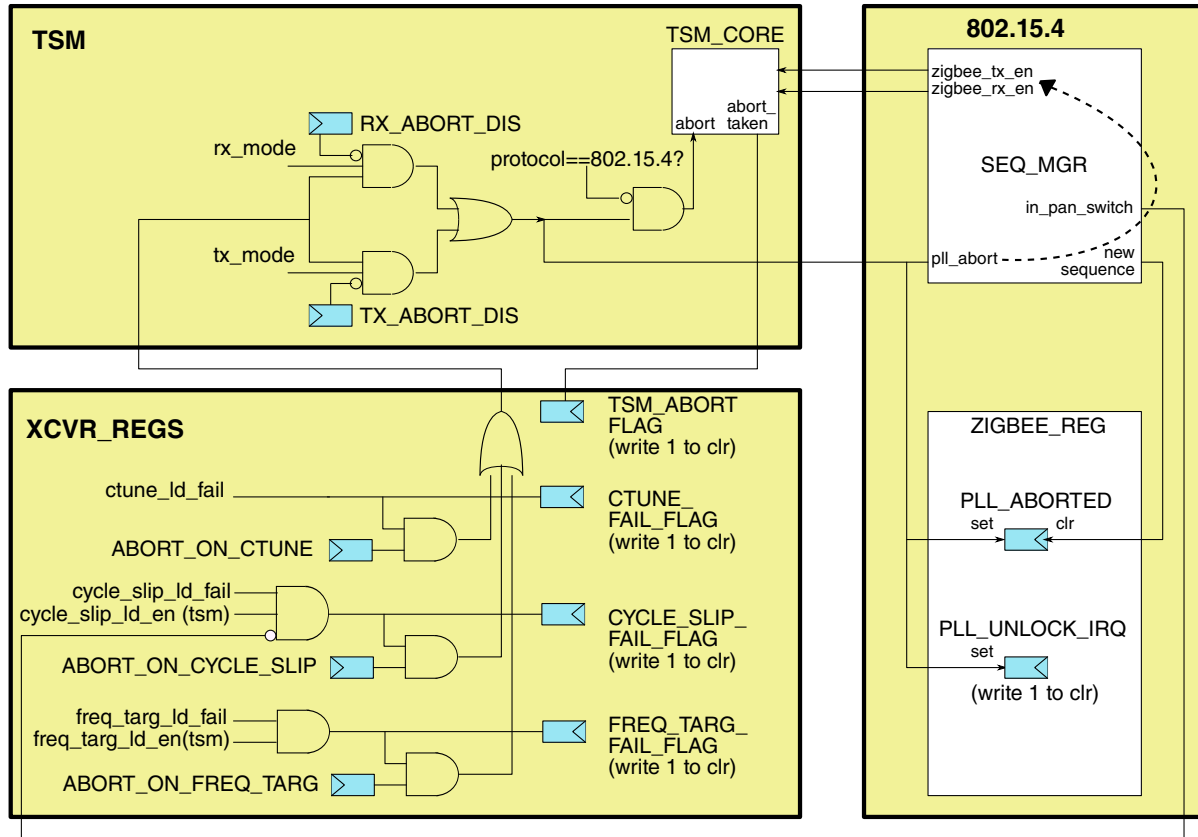 TSM
TSM_CORE
abort
abort_
taken
RX_ABORT_DIS
rx_mode
protocol==802.15.4?
tx_mode
TX_ABORT_DIS
802.15.4
zigbee_tx_en
zigbee_rx_en
SEQ_MGR
in_pan_switch
pll_abort
new
sequence
XCVR_REGS
TSM_ABORT
FLAG
(write 1 to clr)
ctune_ld_fail
CTUNE_
FAIL_FLAG
(write 1 to clr)
ABORT_ON_CTUNE
cycle_slip_ld_fail
cycle_slip_ld_en (tsm)
CYCLE_SLIP_
FAIL_FLAG
(write 1 to clr)
ABORT_ON_CYCLE_SLIP
freq_targ_ld_fail
freq_targ_ld_en(tsm)
FREQ_TARG_
FAIL_FLAG
(write 1 to clr)
ABORT_ON_FREQ_TARG
ZIGBEE_REG
PLL_ABORTED
set
clr
PLL_UNLOCK_IRQ
set
(write 1 to clr)